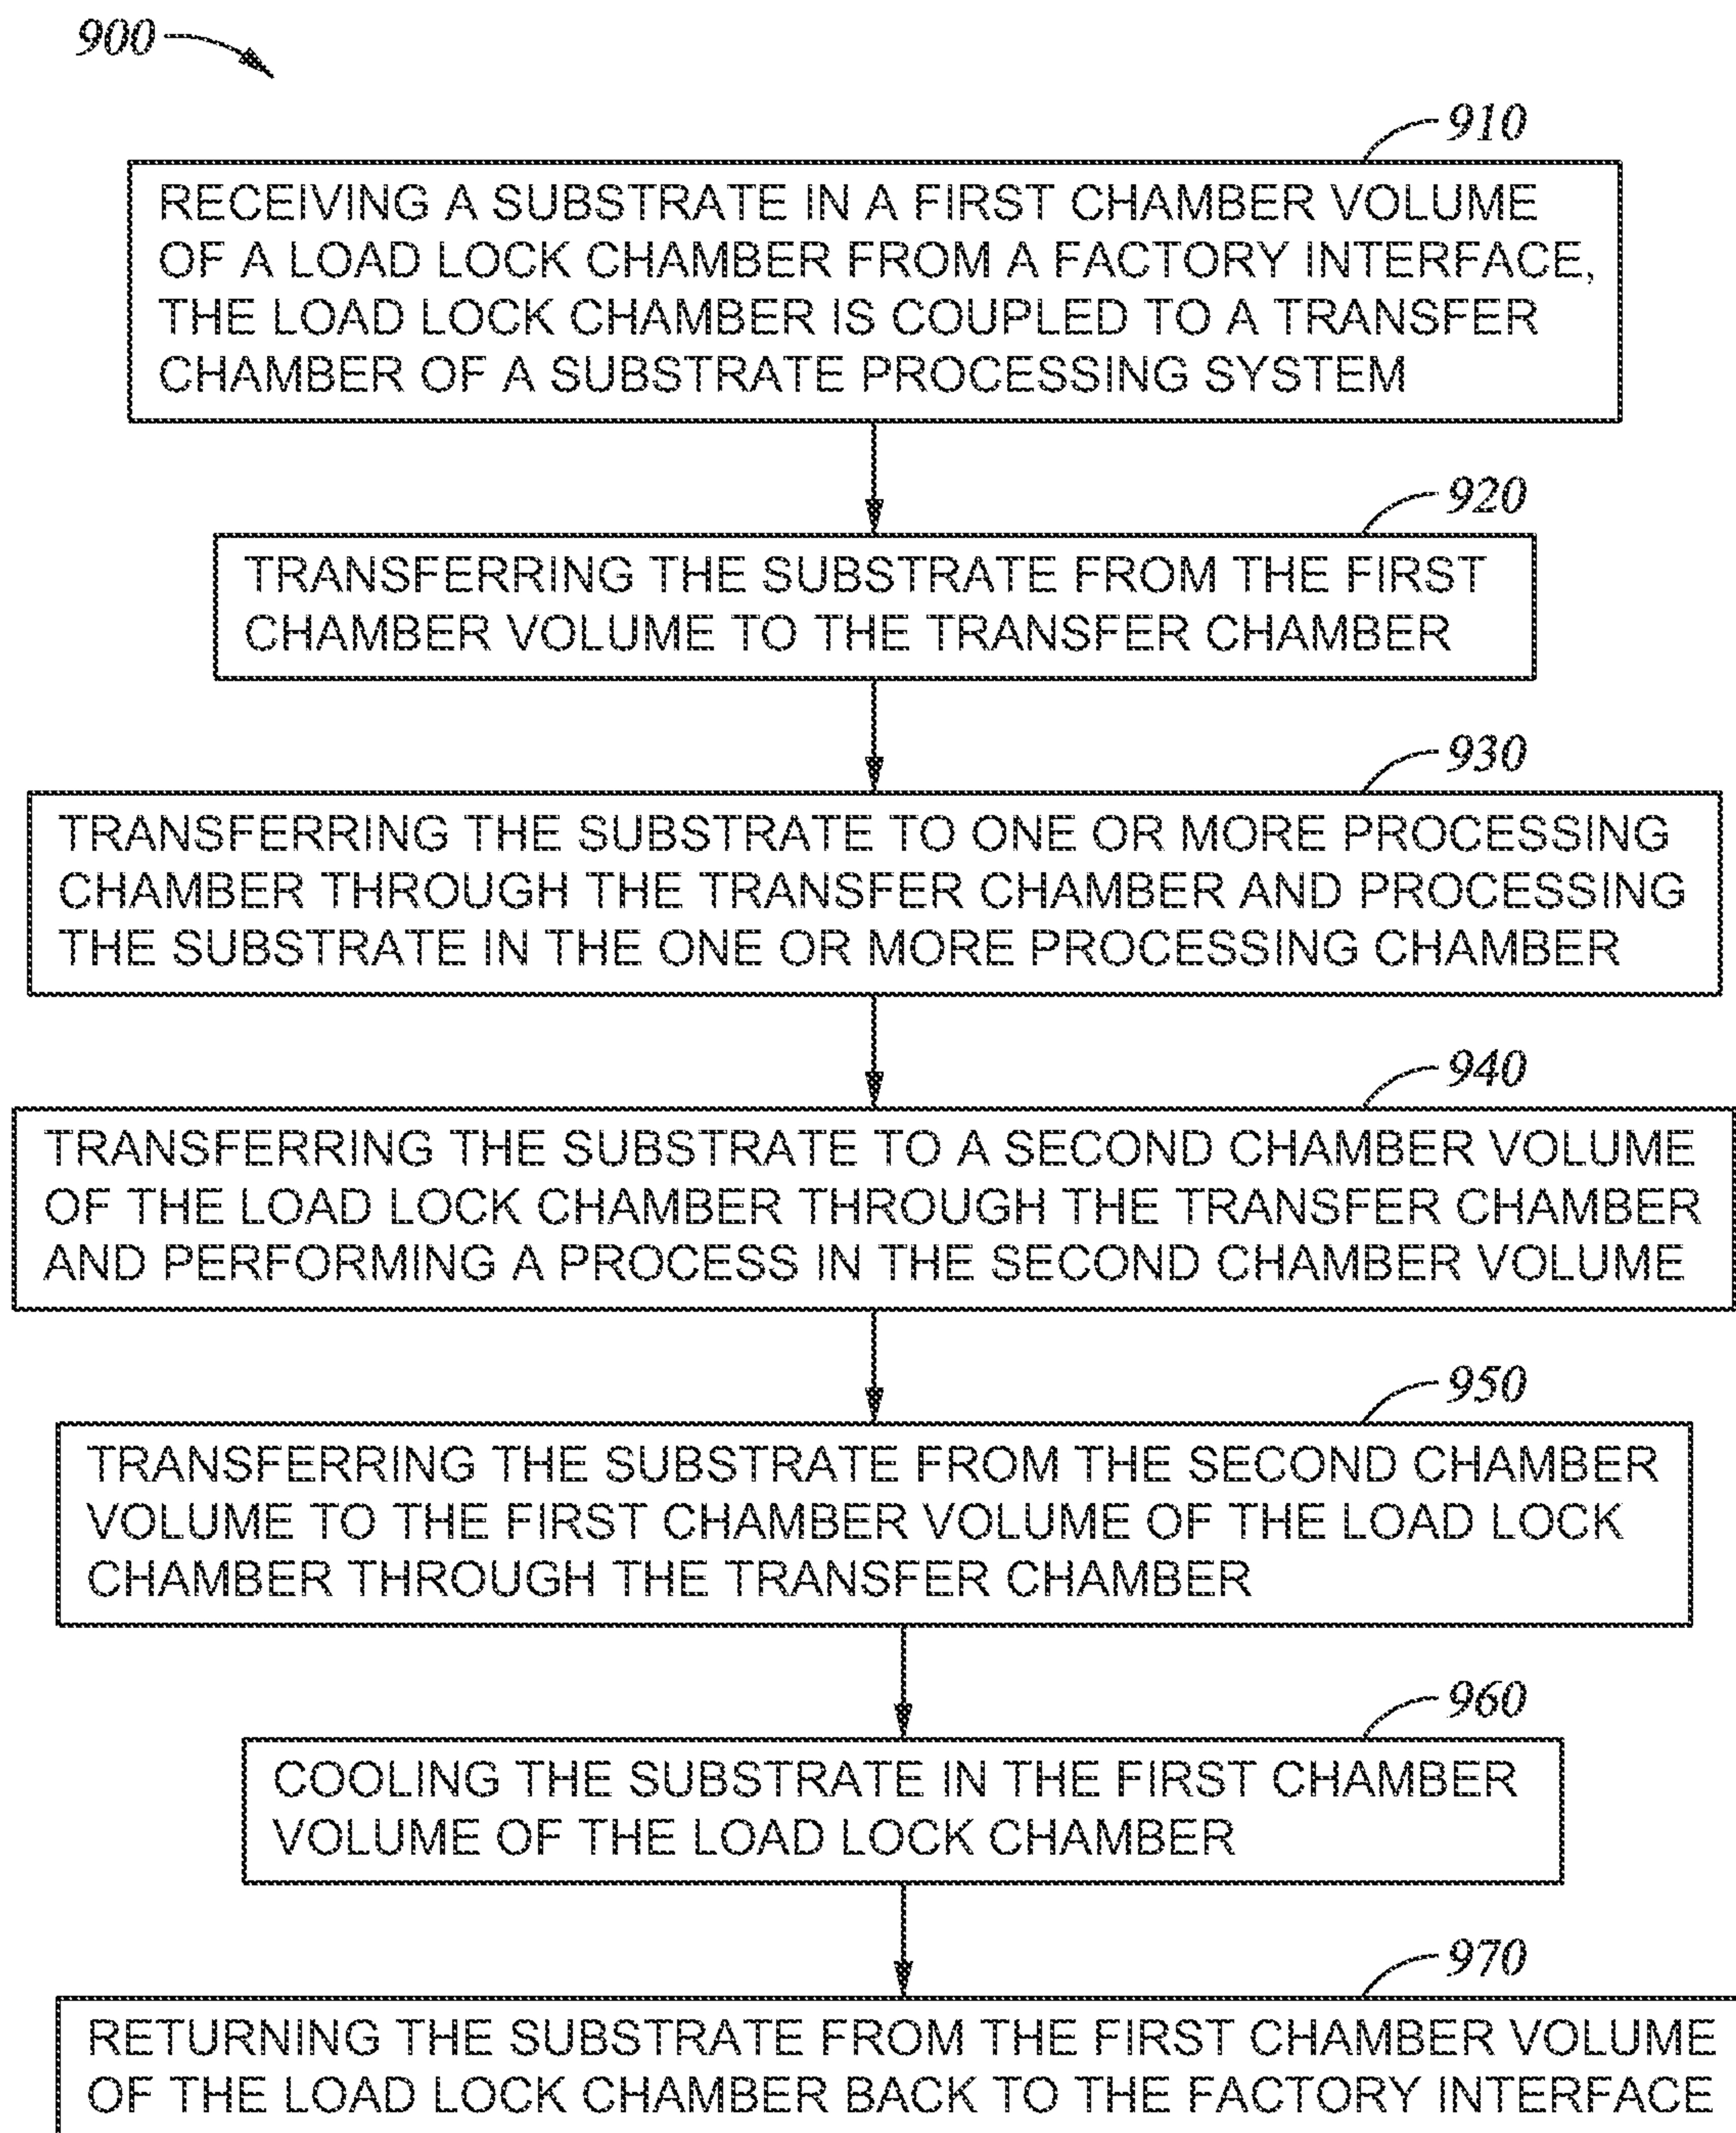 900
910
RECEIVING A SUBSTRATE IN A FIRST CHAMBER VOLUME
OF A LOAD LOCK CHAMBER FROM A FACTORY INTERFACE,
THE LOAD LOCK CHAMBER IS COUPLED TO A TRANSFER
CHAMBER OF A SUBSTRATE PROCESSING SYSTEM
920
TRANSFERRING THE SUBSTRATE FROM THE FIRST
CHAMBER VOLUME TO THE TRANSFER CHAMBER
930
TRANSFERRING THE SUBSTRATE TO ONE OR MORE PROCESSING
CHAMBER THROUGH THE TRANSFER CHAMBER AND PROCESSING
THE SUBSTRATE IN THE ONE OR MORE PROCESSING CHAMBER
940
TRANSFERRING THE SUBSTRATE TO A SECOND CHAMBER VOLUME
OF THE LOAD LOCK CHAMBER THROUGH THE TRANSFER CHAMBER
AND PERFORMING A PROCESS IN THE SECOND CHAMBER VOLUME
950
TRANSFERRING THE SUBSTRATE FROM THE SECOND CHAMBER
VOLUME TO THE FIRST CHAMBER VOLUME OF THE LOAD LOCK
CHAMBER THROUGH THE TRANSFER CHAMBER
960
COOLING THE SUBSTRATE IN THE FIRST CHAMBER
VOLUME OF THE LOAD LOCK CHAMBER
970
RETURNING THE SUBSTRATE FROM THE FIRST CHAMBER VOLUME
OF THE LOAD LOCK CHAMBER BACK TO THE FACTORY INTERFACE